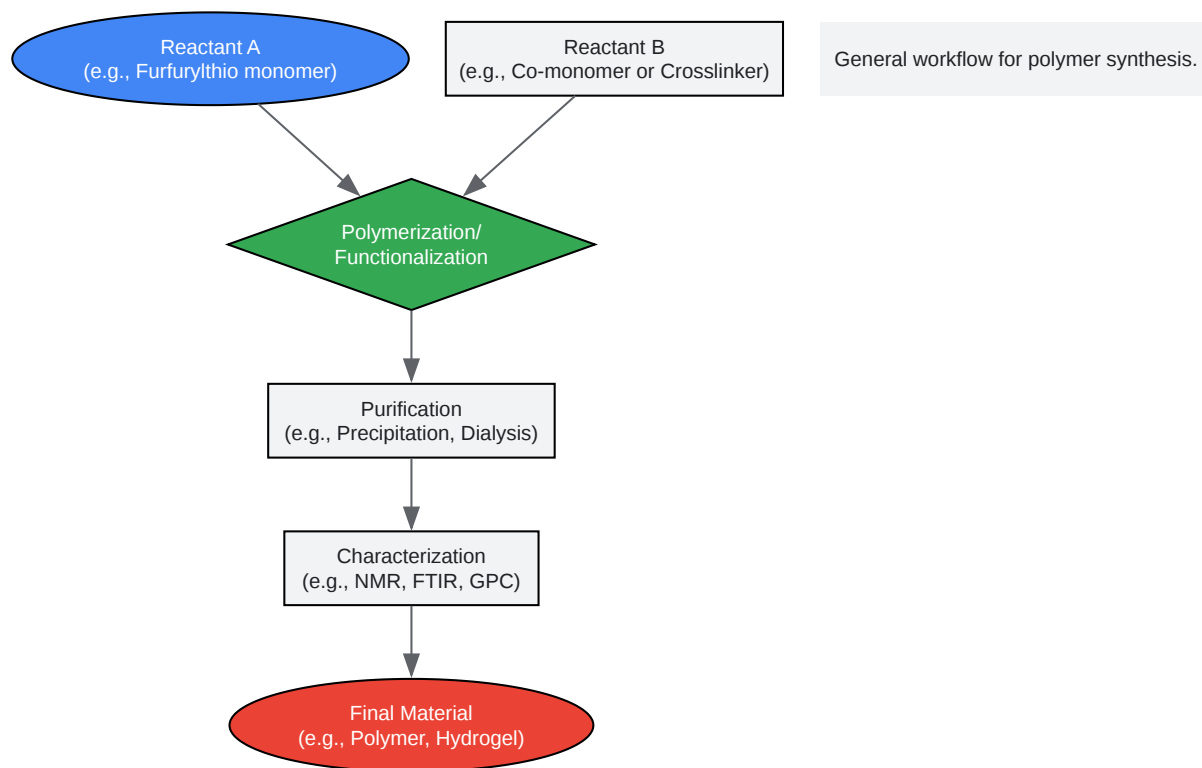 Reactant A
(e.g., Furfurylthio monomer)
Reactant B
(e.g., Co-monomer or Crosslinker)
General workflow for polymer synthesis.
Polymerization/
Functionalization
Purification
(e.g., Precipitation, Dialysis)
Characterization
(e.g., NMR, FTIR, GPC)
Final Material
(e.g., Polymer, Hydrogel)